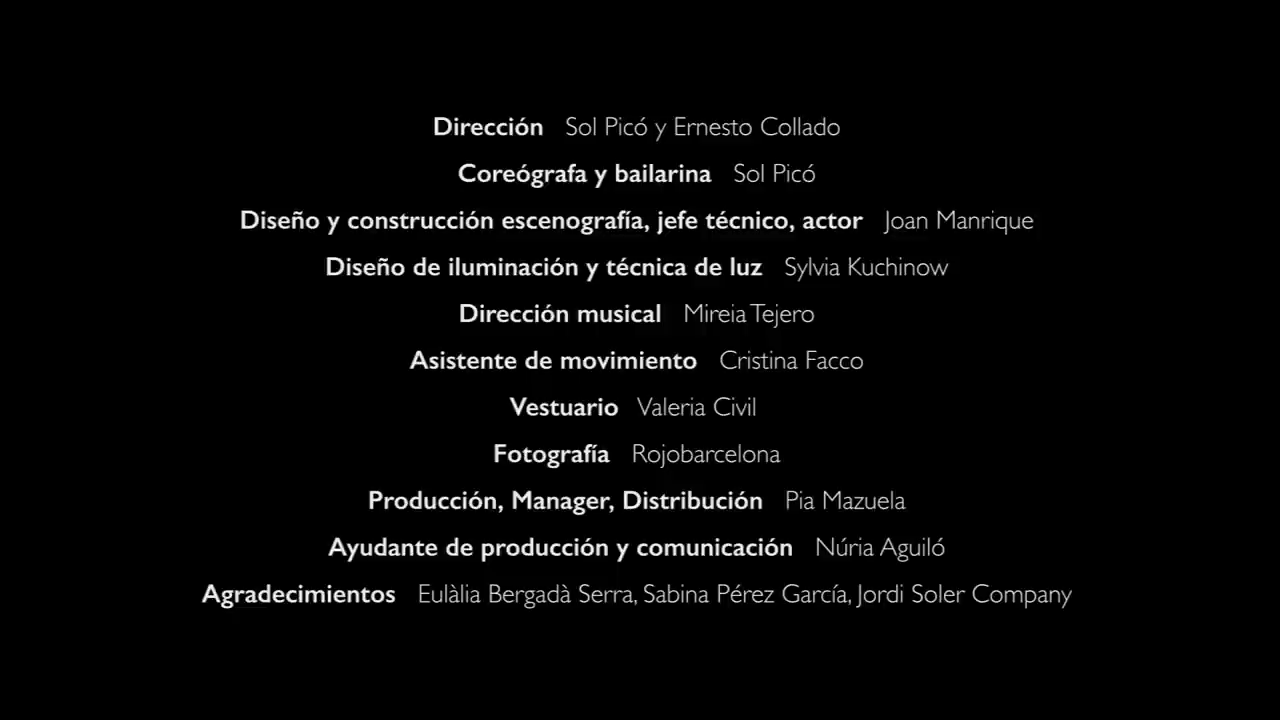 Dirección Sol Picó y Ernesto Collado
Coreógrafa y bailarina Sol Picó
Diseño y construcción escenografía, jefe técnico, actor Joan Manrique
Diseño de iluminación y técnica de luz Sylvia Kuchinow
Dirección musical Mireia Tejero
Asistente de movimiento Cristina Facco
Vestuario Valeria Civil
Fotografía Rojobarcelona
Producción, Manager, Distribución Pia Mazuela
Ayudante de producción y comunicación Núria Aguiló
Agradecimientos Eulàlia Bergadà Serra, Sabina Pérez García, Jordi Soler Company